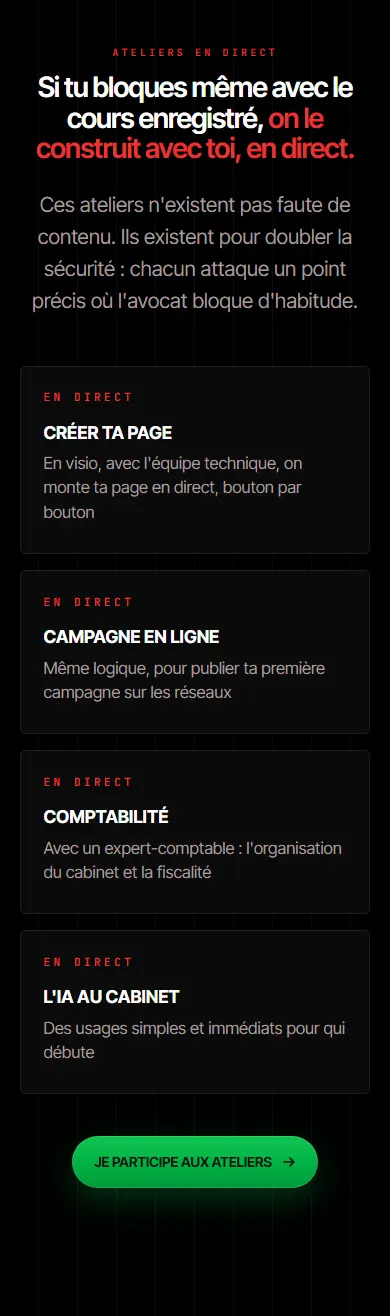 ATELIERS EN DIRECT
Si tu bloques même avec le
cours enregistré, on le
construit avec toi, en direct.
Ces ateliers n'existent pas faute de
contenu. Ils existent pour doubler la
sécurité : chacun attaque un point
précis où l'avocat bloque d'habitude.
EN DIRECT
CRÉER TA PAGE
En visio, avec l'équipe technique, on
monte ta page en direct, bouton par
bouton
EN DIRECT
CAMPAGNE EN LIGNE
Même logique, pour publier ta première
campagne sur les réseaux
EN DIRECT
COMPTABILITÉ
Avec un expert-comptable : l'organisation
du cabinet et la fiscalité
EN DIRECT
L'IA AU CABINET
Des usages simples et immédiats pour qui
débute
JE PARTICIPE AUX ATELIERS →